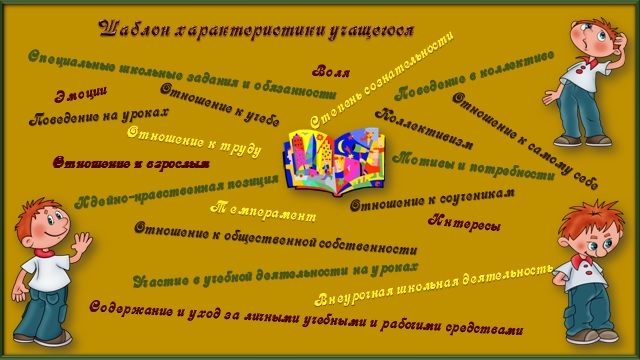 Шаблон характеристики учащегося
Специальные школьные задания и обязанности
Воля
Степень сознательности
Поведение в коллективе
Эмоции
Отношение к учебе
Поведение на уроках
Коллективизм
Отношение к самому себе
Отношение к труду
Отношение к взрослым
Мотивы и потребности
Идейно-нравственная позиция
Отношение к соученикам
Темперамент
Интересы
Отношение к общественной собственности
Участие в учебной деятельности на уроках
Внеурочная школьная деятельность
Содержание и уход за личными учебными и рабочими средствами